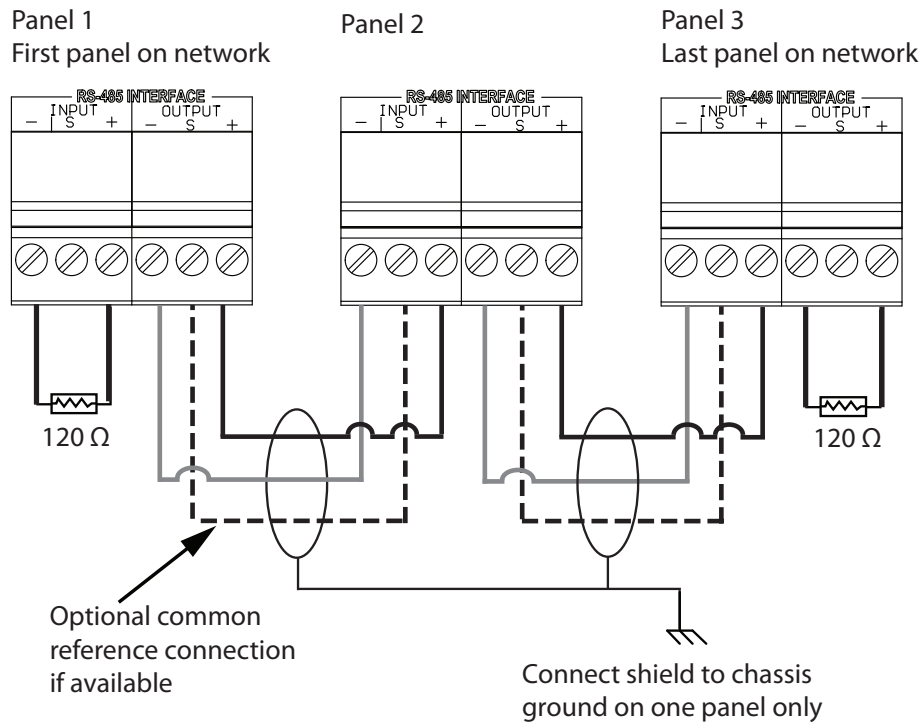 Panel 1
First panel on network
Panel 2
Panel 3
Last panel on network
RS-485 INTERFACE
INPUT OUTPUT
– S + – S +
RS-485 INTERFACE
INPUT OUTPUT
– S + – S +
RS-485 INTERFACE
INPUT OUTPUT
– S + – S +
120 Ω
120 Ω
Optional common
reference connection
if available
Connect shield to chassis
ground on one panel only